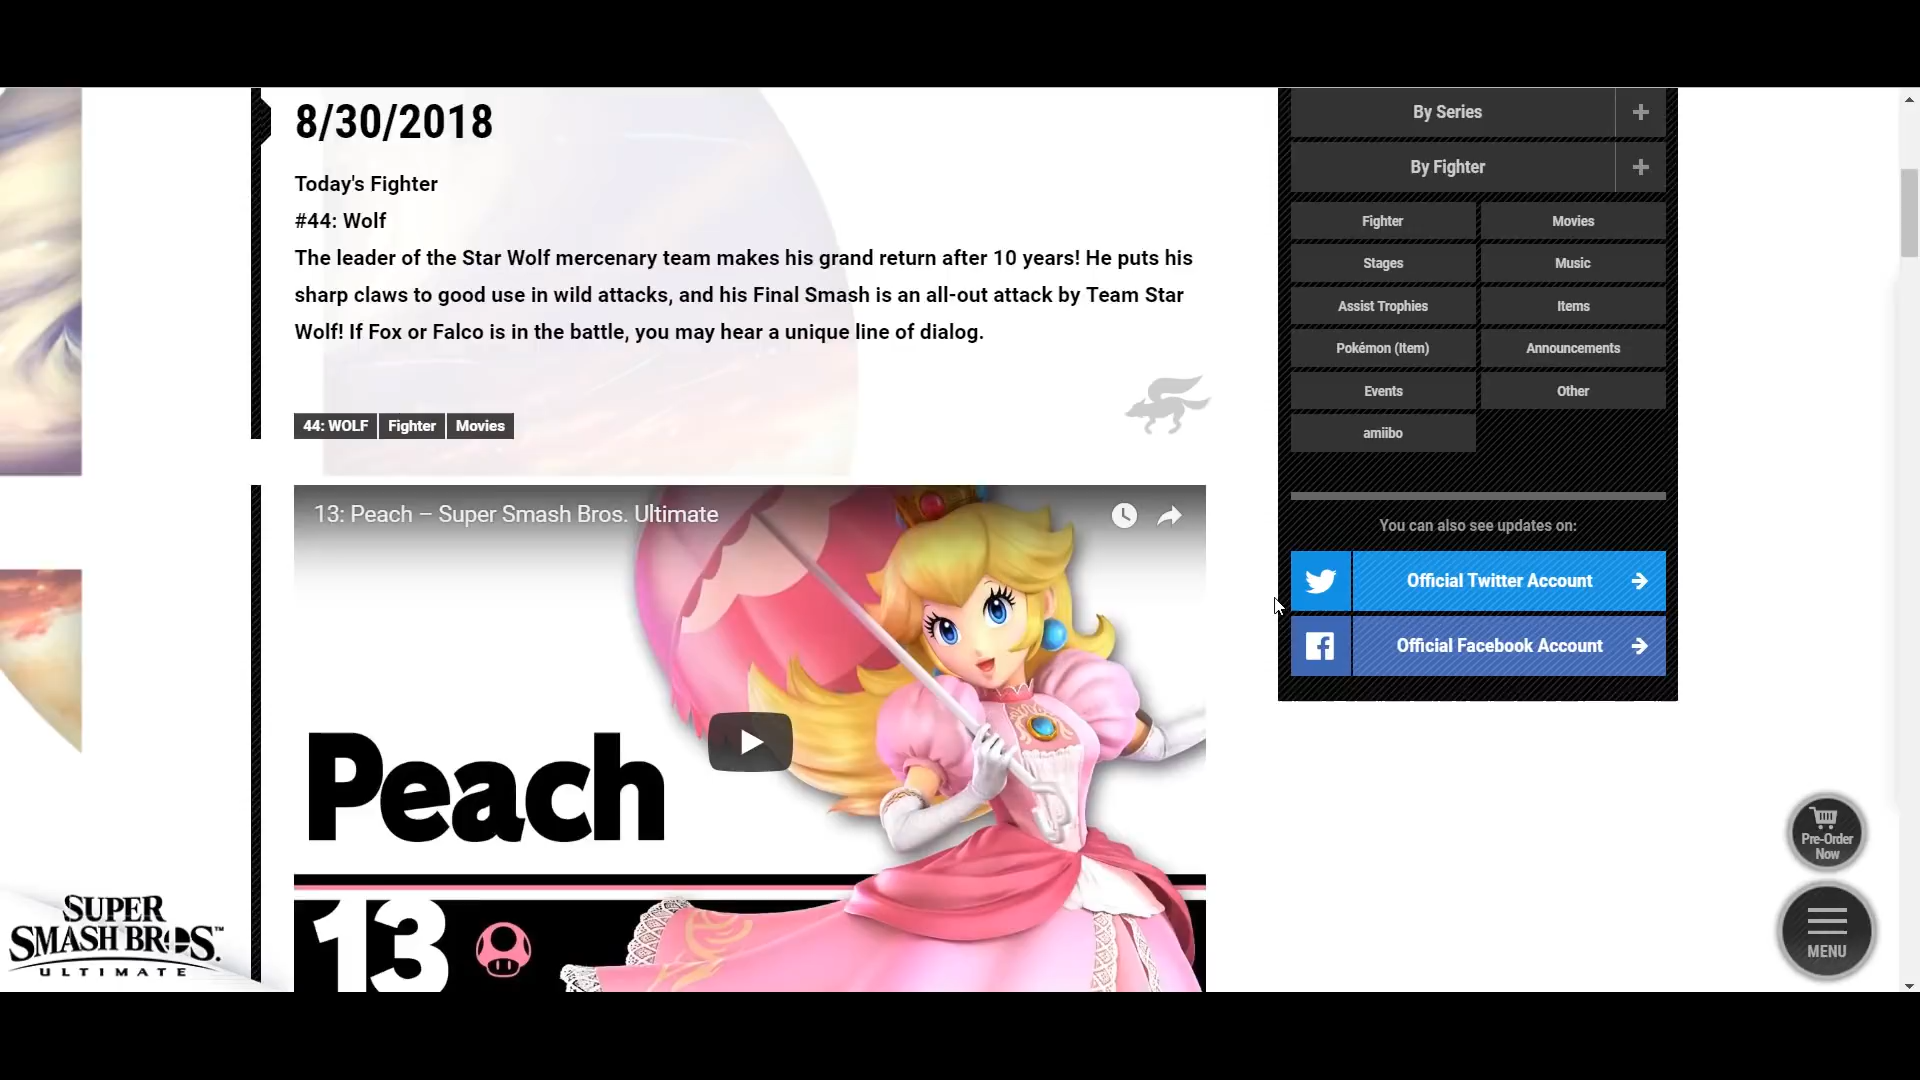 8/30/2018
Today's Fighter
#44: Wolf
The leader of the Star Wolf mercenary team makes his grand return after 10 years! He puts his
sharp claws to good use in wild attacks, and his Final Smash is an all-out attack by Team Star
Wolf! If Fox or Falco is in the battle, you may hear a unique line of dialog.
44: WOLF
Fighter
Movies
13: Peach – Super Smash Bros. Ultimate
Peach
13
By Series
By Fighter
Fighter
Movies
Stages
Music
Assist Trophies
Items
Pokémon (Item)
Announcements
Events
Other
amiibo
You can also see updates on:
Official Twitter Account
Official Facebook Account
Pre-Order
Now
MENU
SUPER
SMASH BROS.™
ULTIMATE